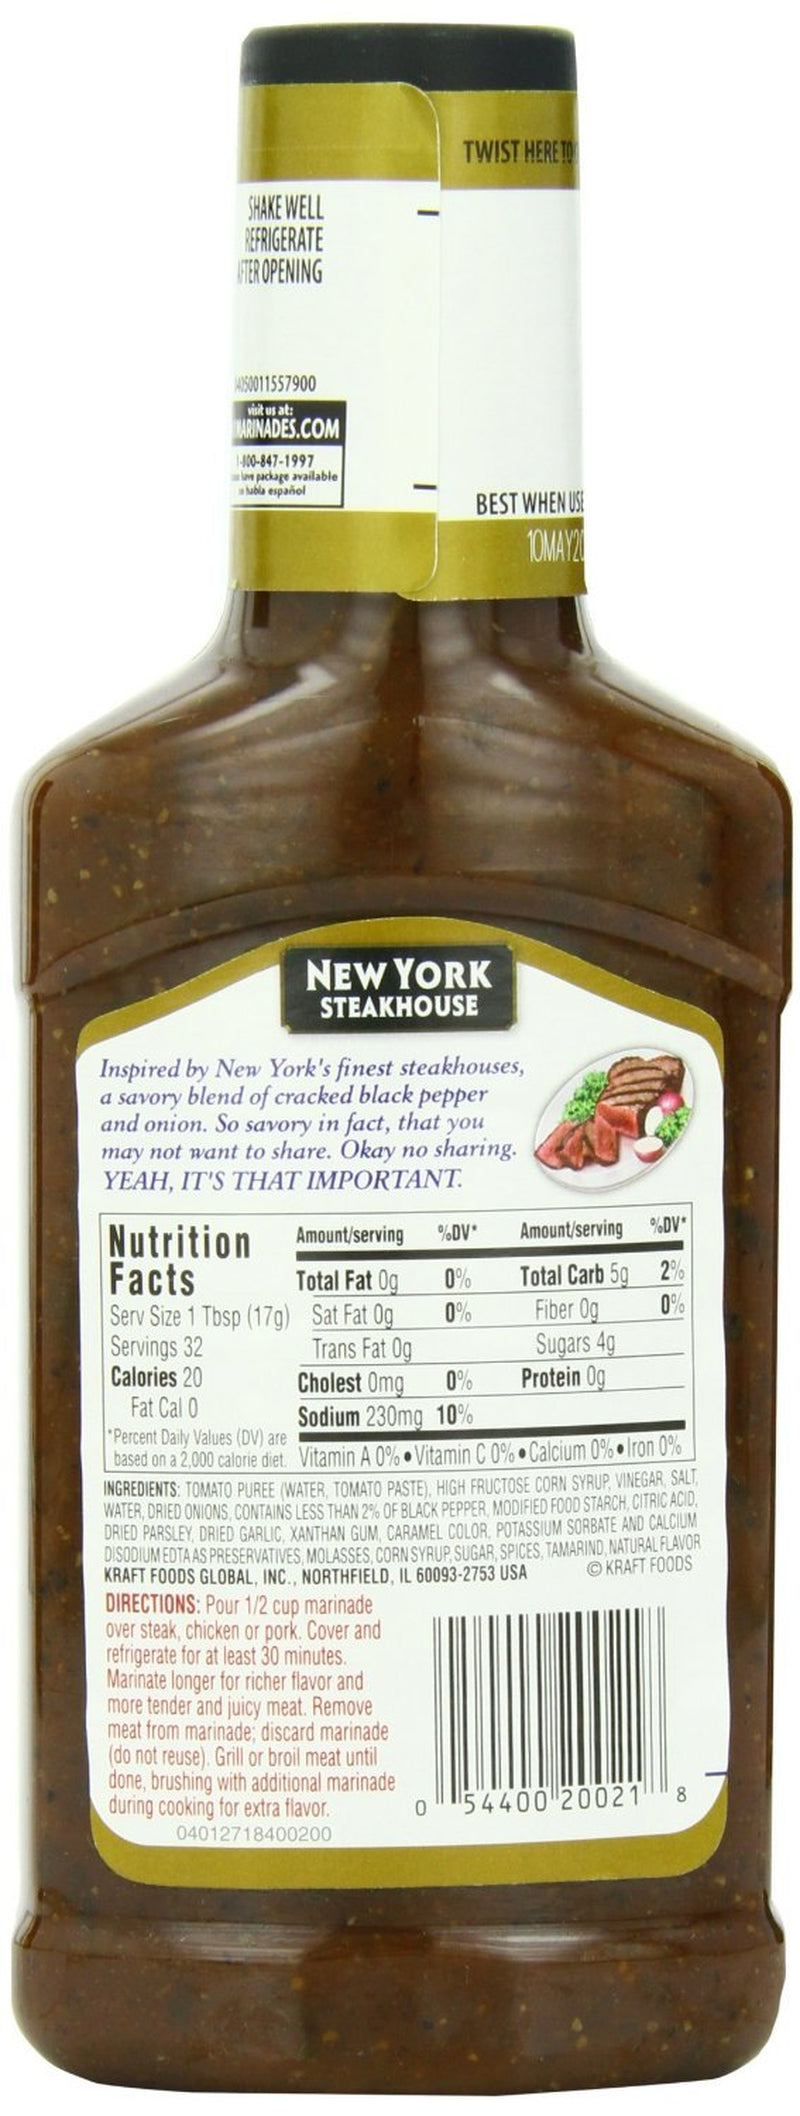 TWIST HERE TO
SHAKE WELL
REFRIGERATE
AFTER OPENING
visit us at:
MARINADES.COM
1-800-847-1997
have package available
habla español
BEST WHEN USE
10MAY20
NEW YORK
STEAKHOUSE
Inspired by New York's finest steakhouses,
a savory blend of cracked black pepper
and onion. So savory in fact, that you
may not want to share. Okay no sharing.
YEAH, IT'S THAT IMPORTANT.
Nutrition
Facts
Serv Size 1 Tbsp (17g)
Servings 32
Calories 20
Fat Cal 0
*Percent Daily Values (DV) are
based on a 2,000 calorie diet.
Amount/serving %DV* Amount/serving %DV*
Total Fat 0g 0% Total Carb 5g 2%
Sat Fat 0g 0% Fiber 0g 0%
Trans Fat 0g Sugars 4g
Cholest 0mg 0% Protein 0g
Sodium 230mg 10%
Vitamin A 0% • Vitamin C 0% • Calcium 0% • Iron 0%
INGREDIENTS: TOMATO PUREE (WATER, TOMATO PASTE), HIGH FRUCTOSE CORN SYRUP, VINEGAR, SALT,
WATER, DRIED ONIONS, CONTAINS LESS THAN 2% OF BLACK PEPPER, MODIFIED FOOD STARCH, CITRIC ACID,
DRIED PARSLEY, DRIED GARLIC, XANTHAN GUM, CARAMEL COLOR, POTASSIUM SORBATE AND CALCIUM
DISODIUM EDTA AS PRESERVATIVES, MOLASSES, CORN SYRUP, SUGAR, SPICES, TAMARIND, NATURAL FLAVOR
KRAFT FOODS GLOBAL, INC., NORTHFIELD, IL 60093-2753 USA © KRAFT FOODS
DIRECTIONS: Pour 1/2 cup marinade
over steak, chicken or pork. Cover and
refrigerate for at least 30 minutes.
Marinate longer for richer flavor and
more tender and juicy meat. Remove
meat from marinade; discard marinade
(do not reuse). Grill or broil meat until
done, brushing with additional marinade
during cooking for extra flavor.
04012718400200
0 54400 20021 8